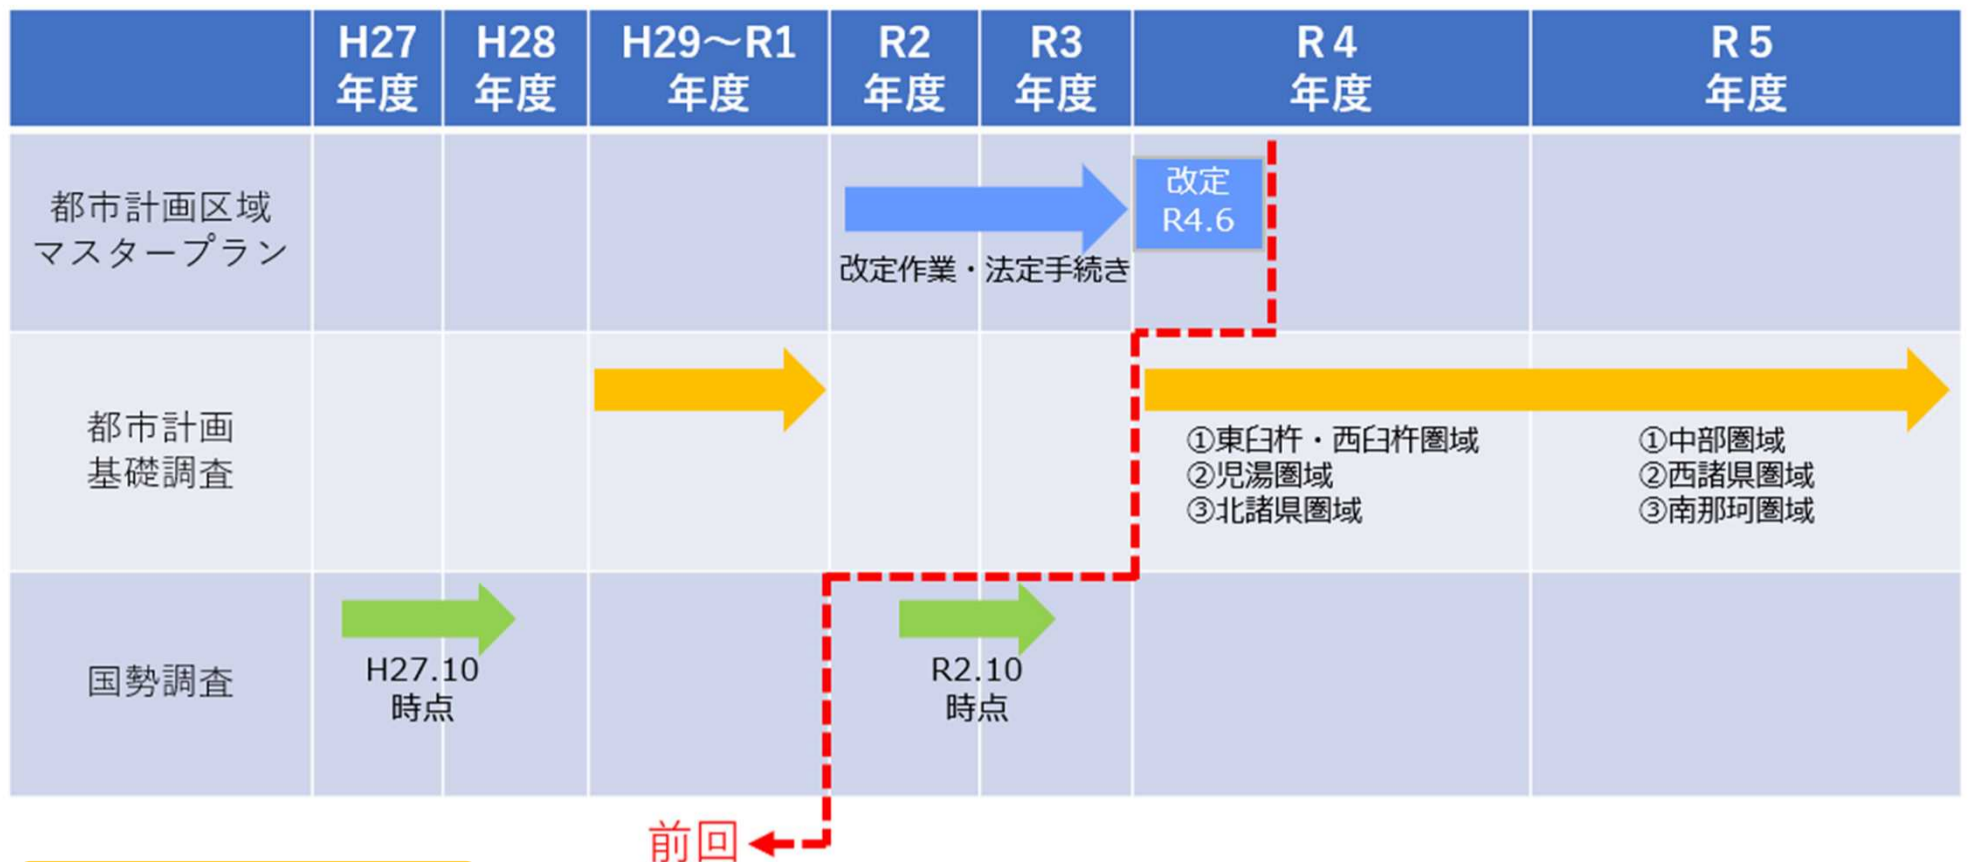 H27
年度
H28
年度
H29～R1
年度
R2
年度
R3
年度
R４
年度
R５
年度
都市計画区域
マスタープラン
改定作業・法定手続き
改定
R4.6
都市計画
基礎調査
①東臼杵・西臼杵圏域
②児湯圏域
③北諸県圏域
①中部圏域
②西諸県圏域
③南那珂圏域
国勢調査
H27.10
時点
R2.10
時点
前回